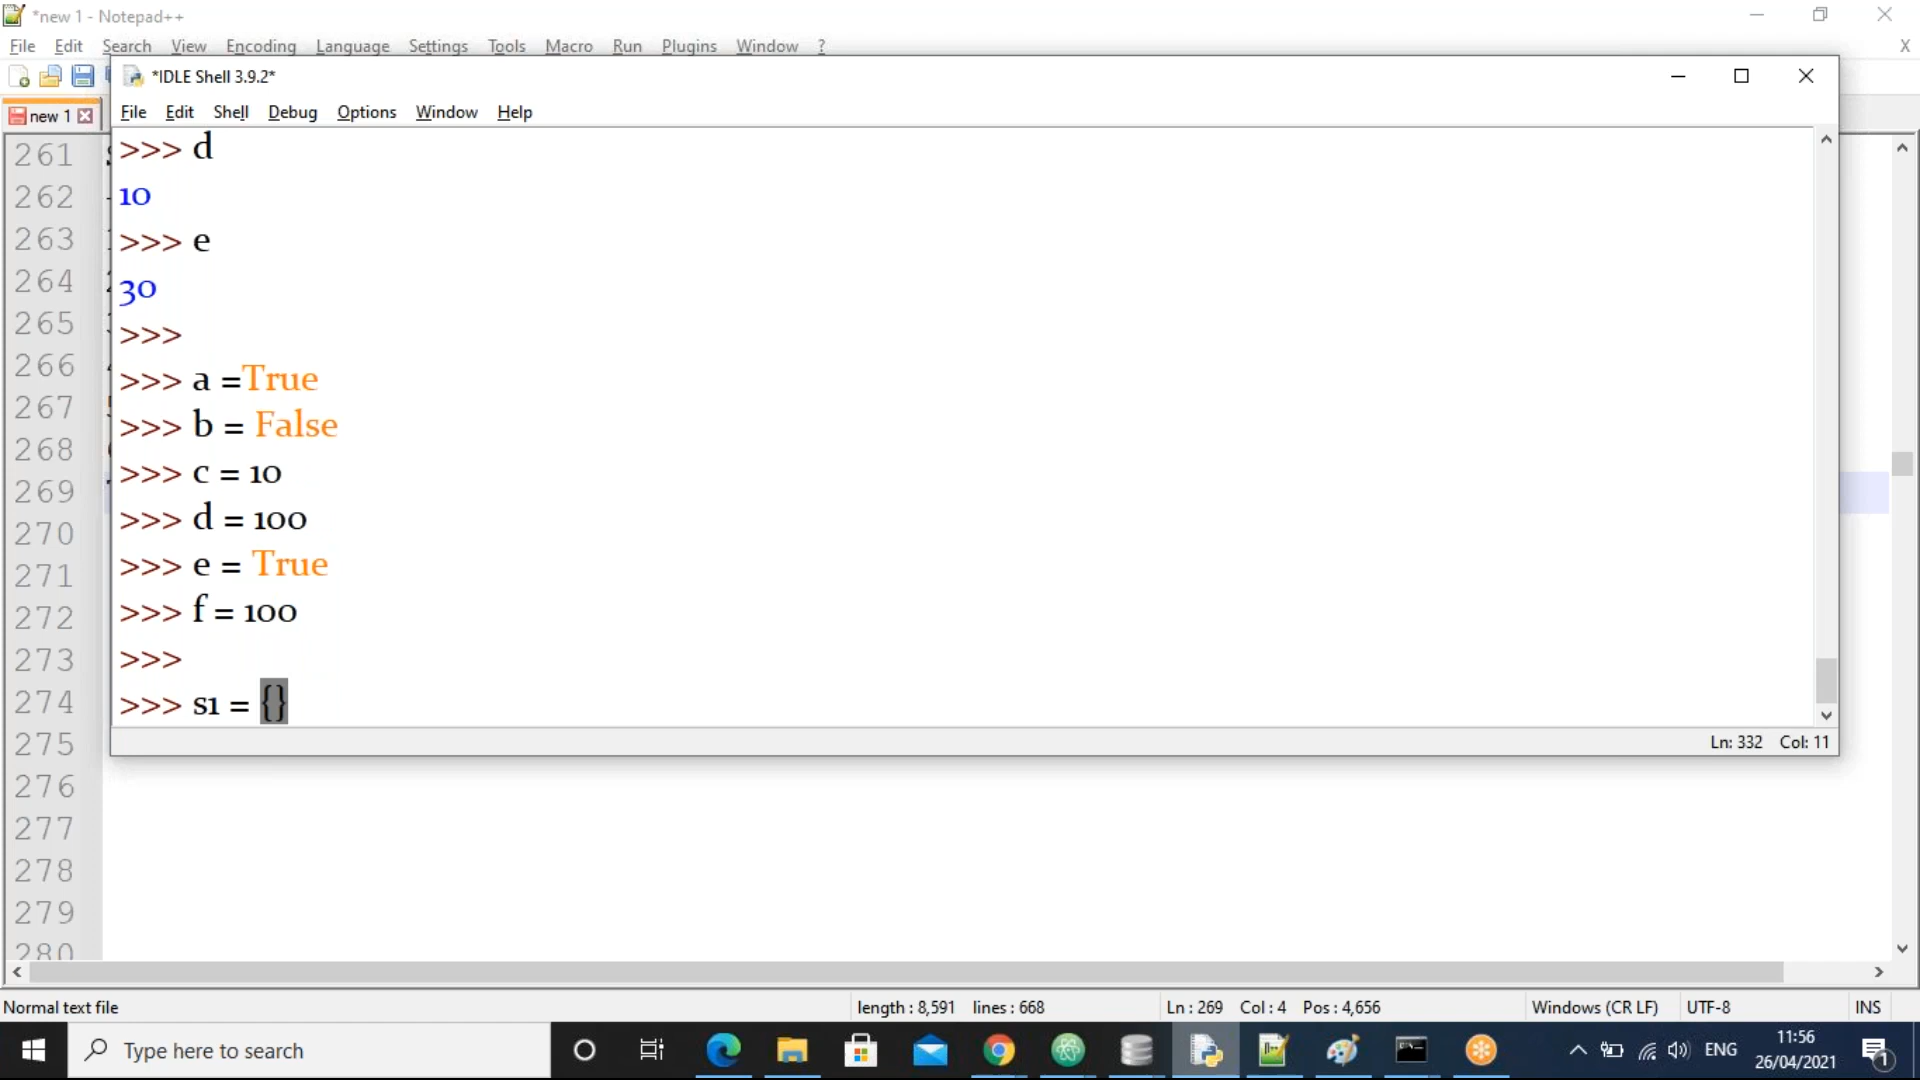 *new 1 - Notepad++
File Edit Search View Encoding Language Settings Tools Macro Run Plugins Window ? X
*IDLE Shell 3.9.2*
new 1
File Edit Shell Debug Options Window Help
261
262
263
264
265
266
267
268
269
270
271
272
273
274
275
276
277
278
279
280
>>> d
10
>>> e
30
>>>
>>> a =True
>>> b = False
>>> c = 10
>>> d = 100
>>> e = True
>>> f = 100
>>>
>>> s1 = {}
Ln: 332 Col: 11
Normal text file length : 8,591 lines : 668 Ln : 269 Col : 4 Pos : 4,656 Windows (CR LF) UTF-8 INS
Type here to search
ENG
11:56
26/04/2021
1